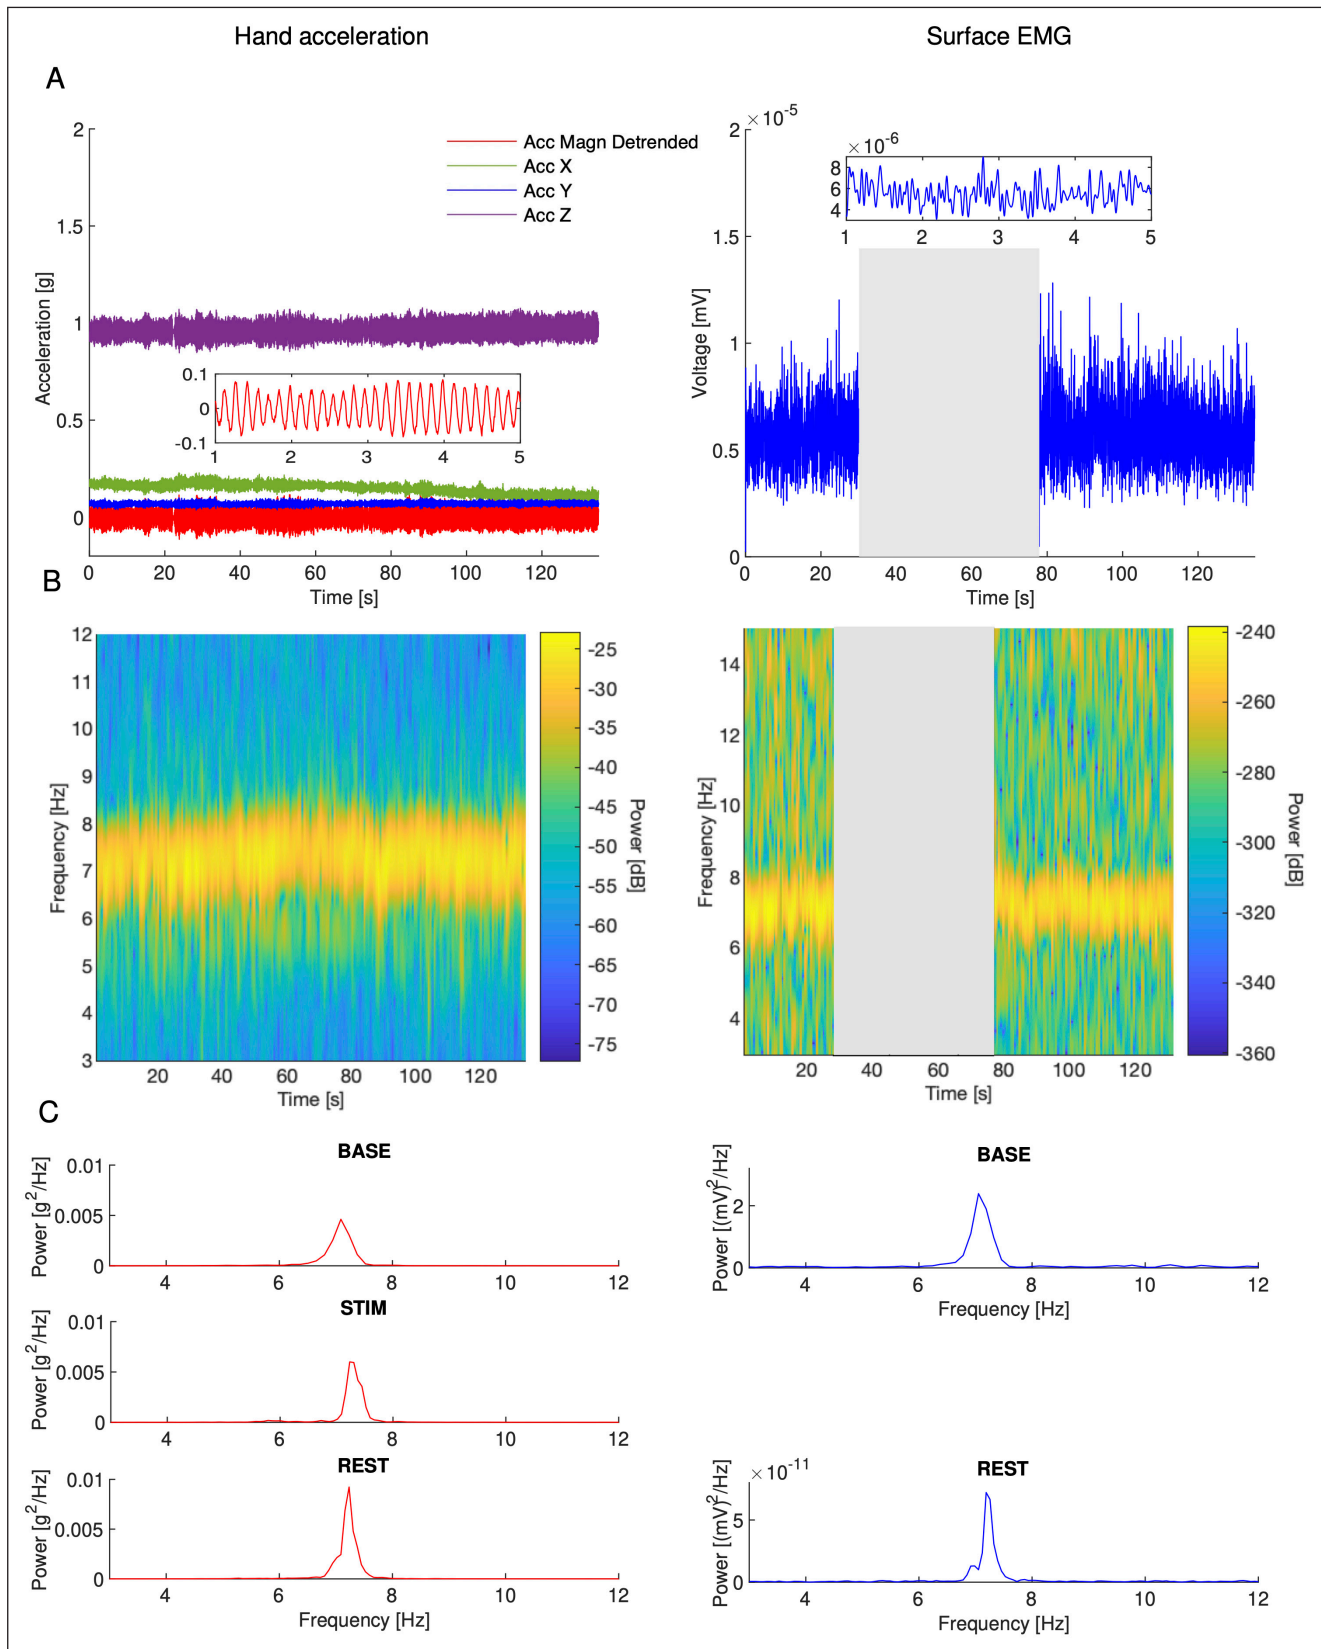 Hand acceleration
Surface EMG
A
Acc Magn Detrended
Acc X
Acc Y
Acc Z
2
1.5
1
0.5
0
Acceleration [g]
0.1
0
-0.1
1 2 3 4 5
0 20 40 60 80 100 120
Time [s]
2 × 10-5
1.5
1
0.5
0
Voltage [mV]
× 10-6
8
6
4
1 2 3 4 5
0 20 40 60 80 100 120
Time [s]
B
12
11
10
9
8
7
6
5
4
3
Frequency [Hz]
20 40 60 80 100 120
Time [s]
-25
-30
-35
-40
-45
-50
-55
-60
-65
-70
-75
Power [dB]
14
12
10
8
6
4
Frequency [Hz]
20 40 60 80 100 120
Time [s]
-240
-260
-280
-300
-320
-340
-360
Power [dB]
C
BASE
Power [g2/Hz]
0.01
0.005
0
4 6 8 10 12
BASE
Power [(mV)2/Hz]
2
0
4 6 8 10 12
Frequency [Hz]
STIM
Power [g2/Hz]
0.01
0.005
0
4 6 8 10 12
REST
Power [g2/Hz]
0.01
0.005
0
4 6 8 10 12
Frequency [Hz]
× 10-11
REST
Power [(mV)2/Hz]
5
0
4 6 8 10 12
Frequency [Hz]